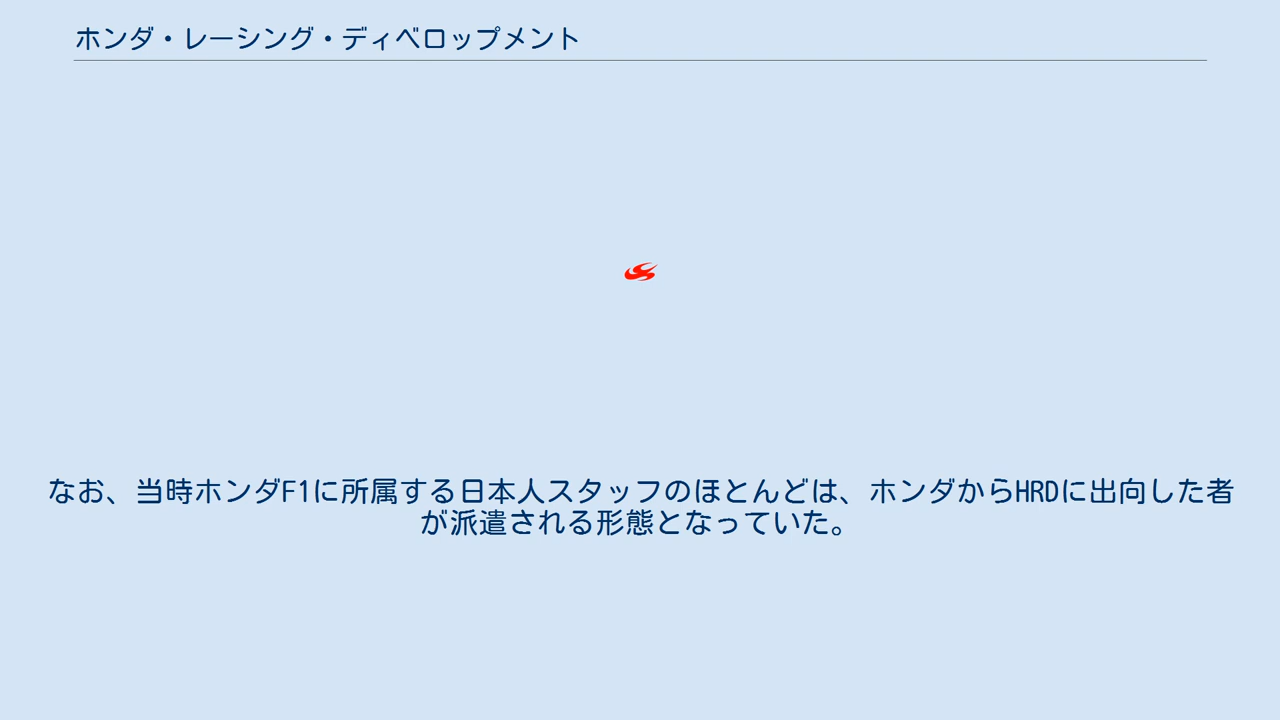 ホンダ・レーシング・ディベロップメント
なお、当時ホンダF1に所属する日本人スタッフのほとんどは、ホンダからHRDに出向した者
が派遣される形態となっていた。